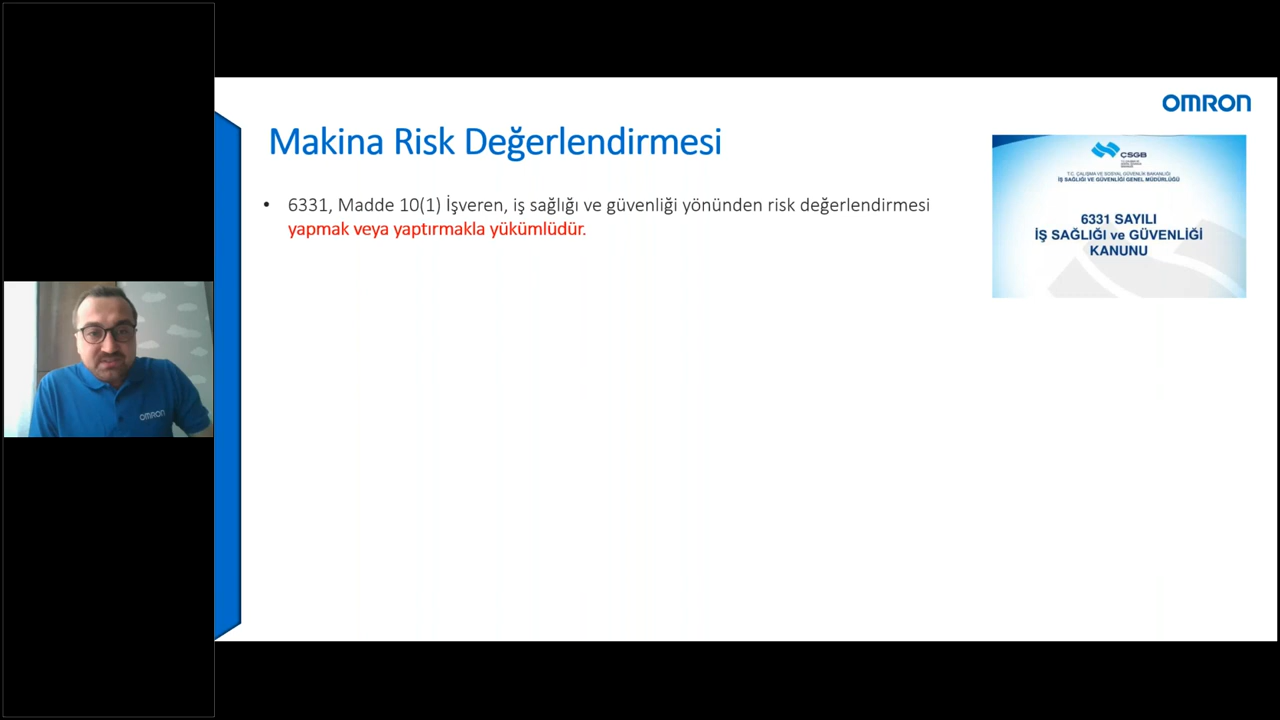 OMRON
Makina Risk Değerlendirmesi
ÇSGB
T.C. ÇALIŞMA VE SOSYAL GÜVENLİK BAKANLIĞI
İŞ SAĞLIĞI VE GÜVENLİĞİ GENEL MÜDÜRLÜĞÜ
• 6331, Madde 10(1) İşveren, iş sağlığı ve güvenliği yönünden risk değerlendirmesi
yapmak veya yaptırmakla yükümlüdür.
6331 SAYILI
İŞ SAĞLIĞI ve GÜVENLİĞİ
KANUNU
OMRON